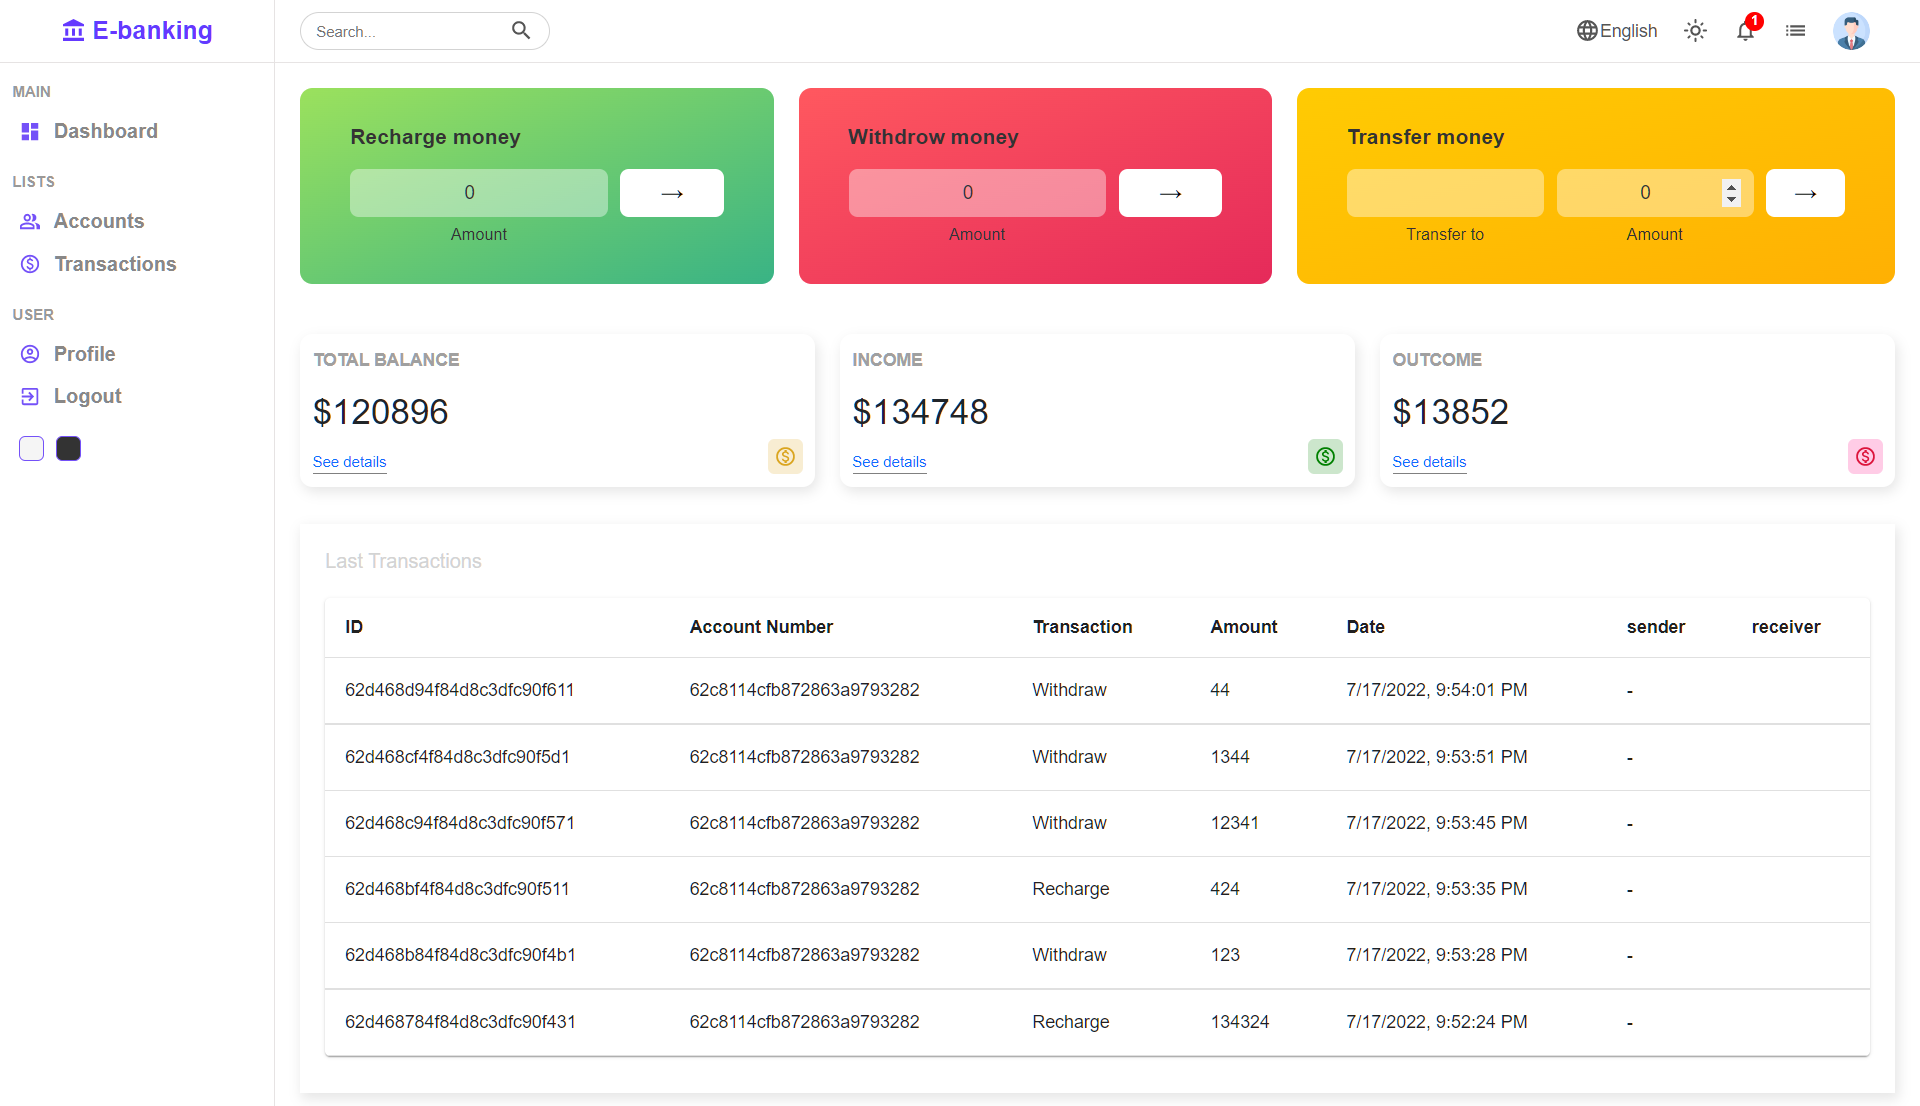 E-banking
Search...
English
1
MAIN
Dashboard
LISTS
Accounts
Transactions
USER
Profile
Logout
Recharge money
0
→
Amount
Withdrow money
0
→
Amount
Transfer money
0
→
Transfer to
Amount
TOTAL BALANCE
$120896
See details
INCOME
$134748
See details
OUTCOME
$13852
See details
Last Transactions
ID Account Number Transaction Amount Date sender receiver
62d468d94f84d8c3dfc90f611 62c8114cfb872863a9793282 Withdraw 44 7/17/2022, 9:54:01 PM -
62d468cf4f84d8c3dfc90f5d1 62c8114cfb872863a9793282 Withdraw 1344 7/17/2022, 9:53:51 PM -
62d468c94f84d8c3dfc90f571 62c8114cfb872863a9793282 Withdraw 12341 7/17/2022, 9:53:45 PM -
62d468bf4f84d8c3dfc90f511 62c8114cfb872863a9793282 Recharge 424 7/17/2022, 9:53:35 PM -
62d468b84f84d8c3dfc90f4b1 62c8114cfb872863a9793282 Withdraw 123 7/17/2022, 9:53:28 PM -
62d468784f84d8c3dfc90f431 62c8114cfb872863a9793282 Recharge 134324 7/17/2022, 9:52:24 PM -